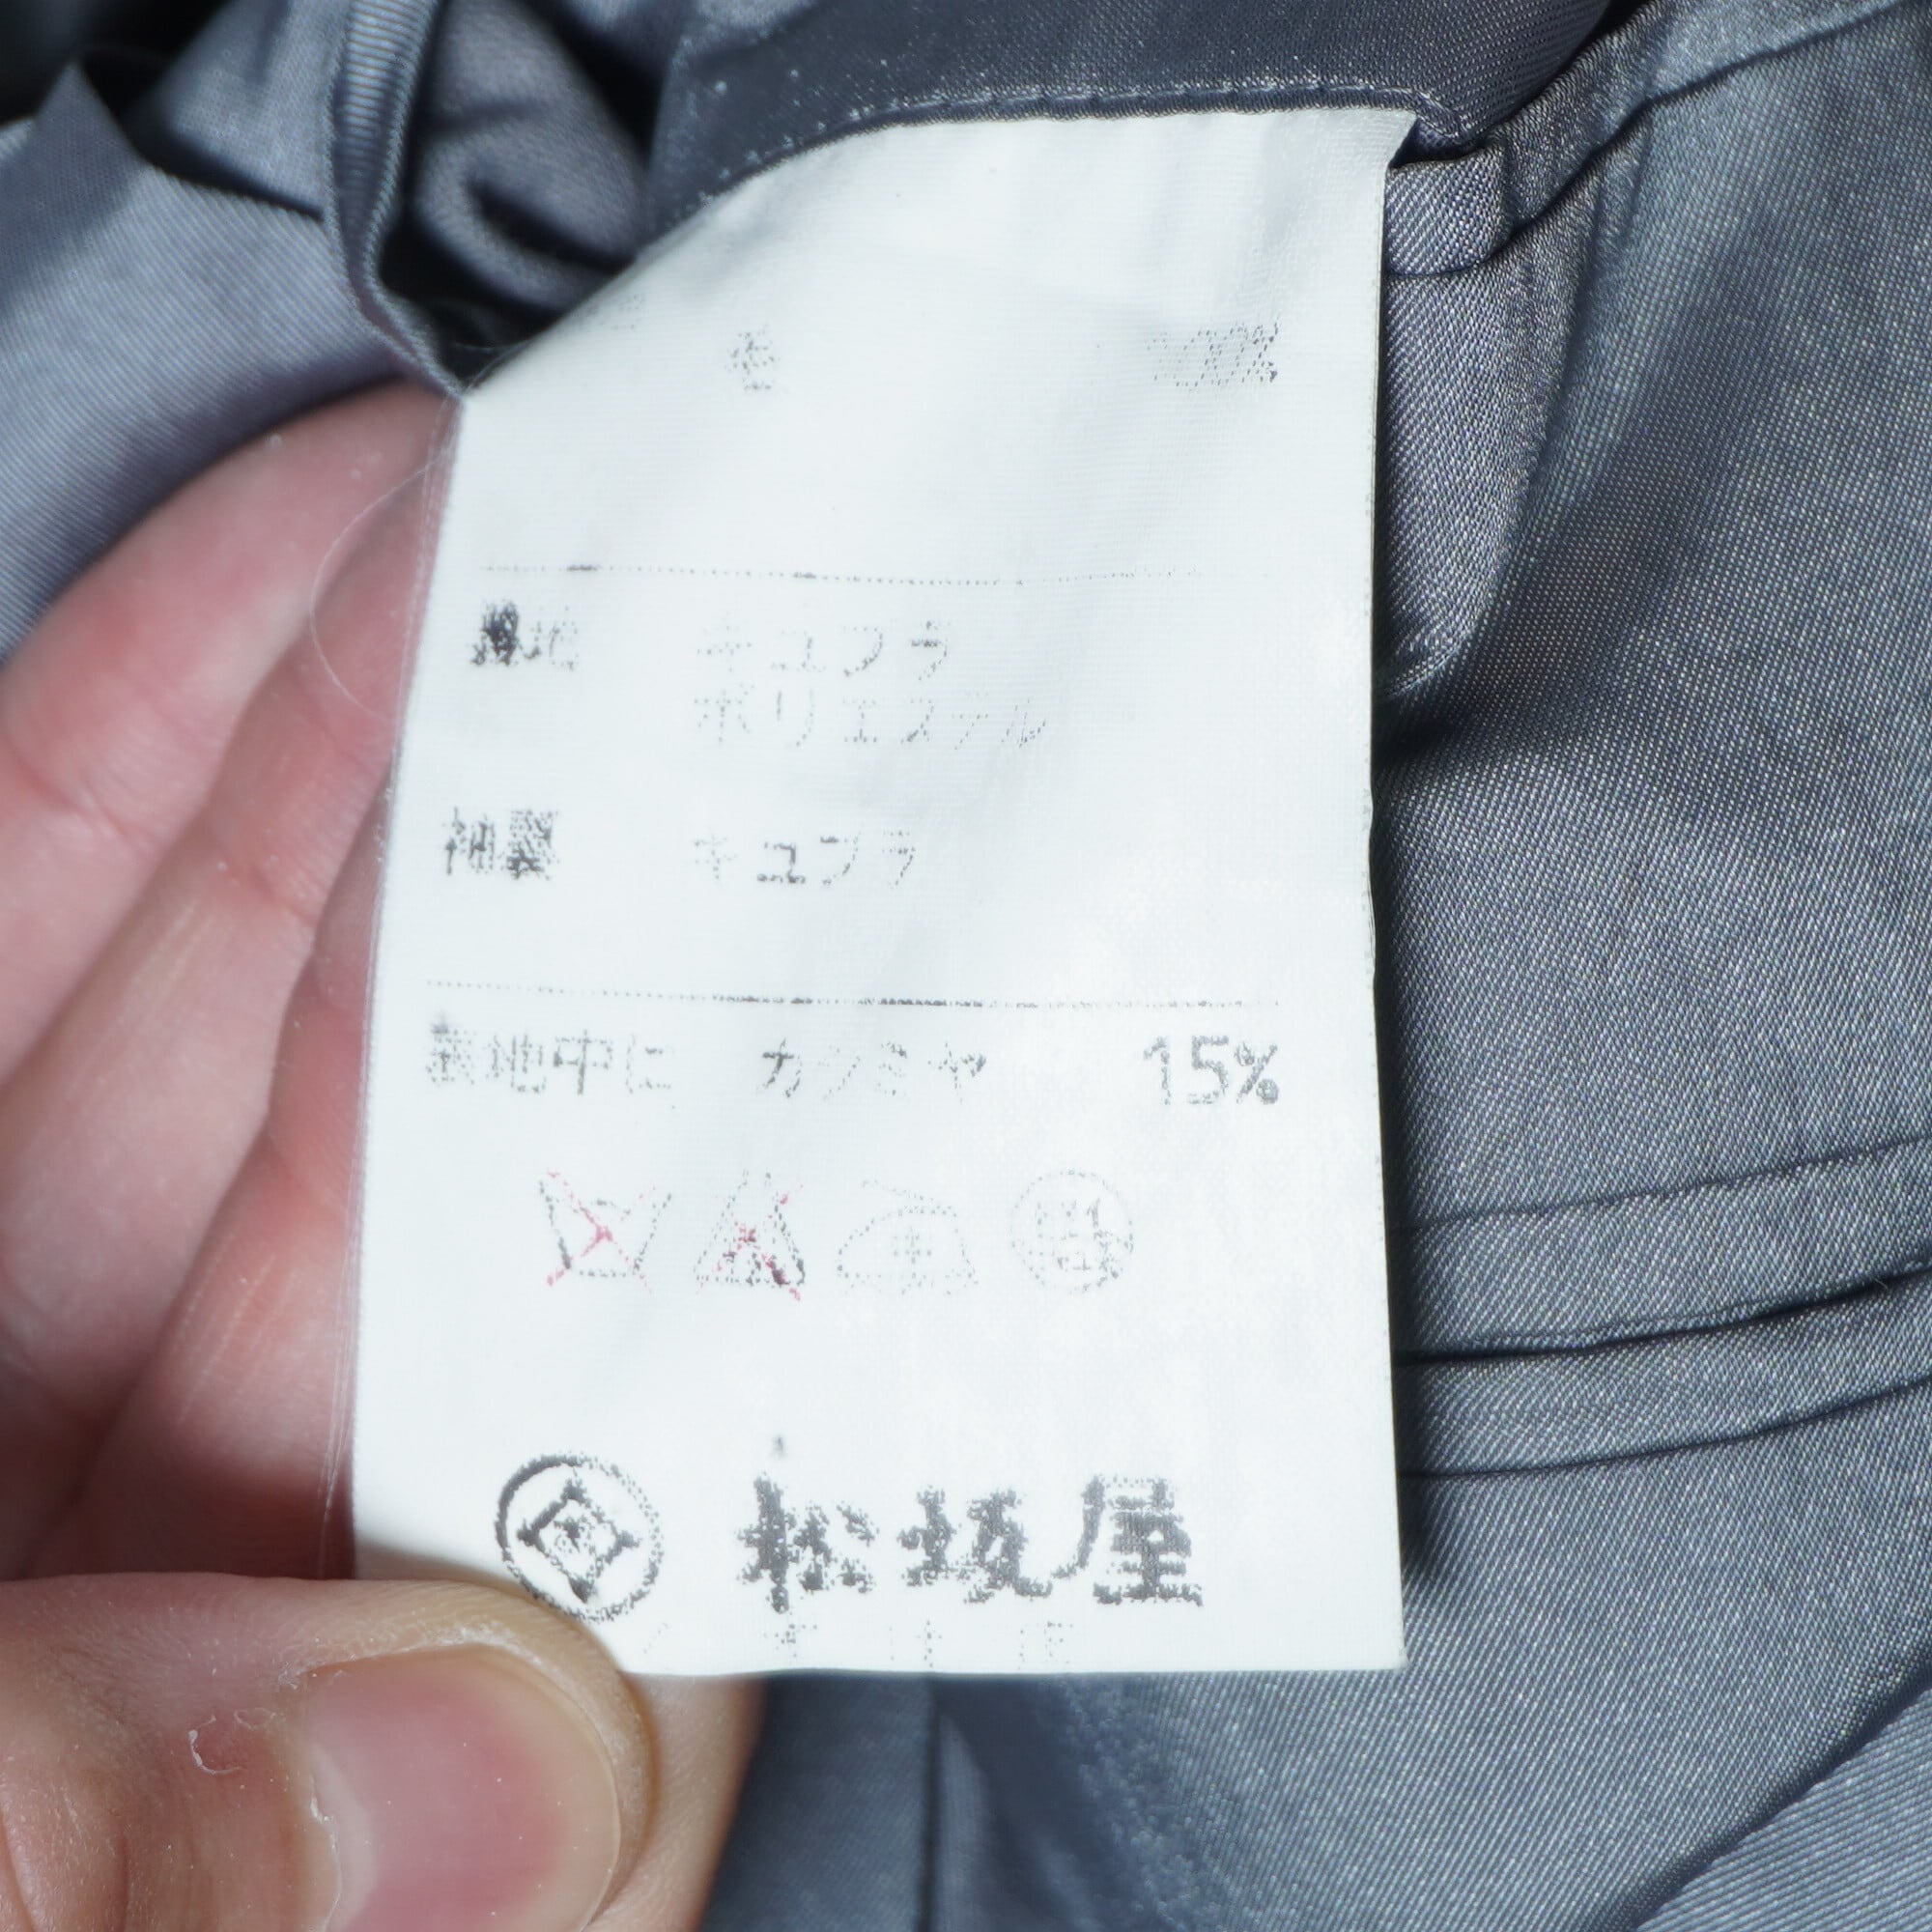 毛 100%
裏地 キュプラ
ポリエステル
袖裏 キュプラ
表地中に カシミヤ 15%
松坂屋